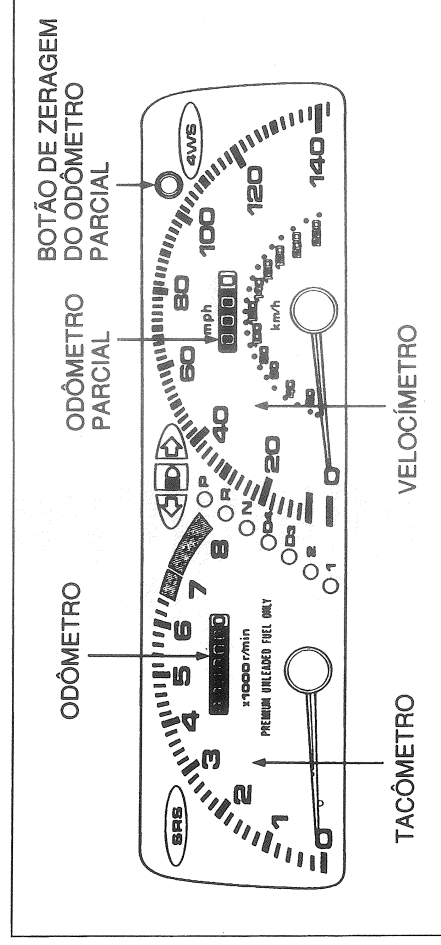 ODÔMETRO
ODÔMETRO
PARCIAL
BOTÃO DE ZERAGEM
DO ODÔMETRO
PARCIAL
SRS
0
1
2
3
4
5
6
7
8
x1000 r/min
PREMIUM UNLEADED FUEL ONLY
P
R
N
D4
D3
2
1
0
20
40
60
80
100
120
140
mph
km/h
4WS
TACÔMETRO
VELOCÍMETRO